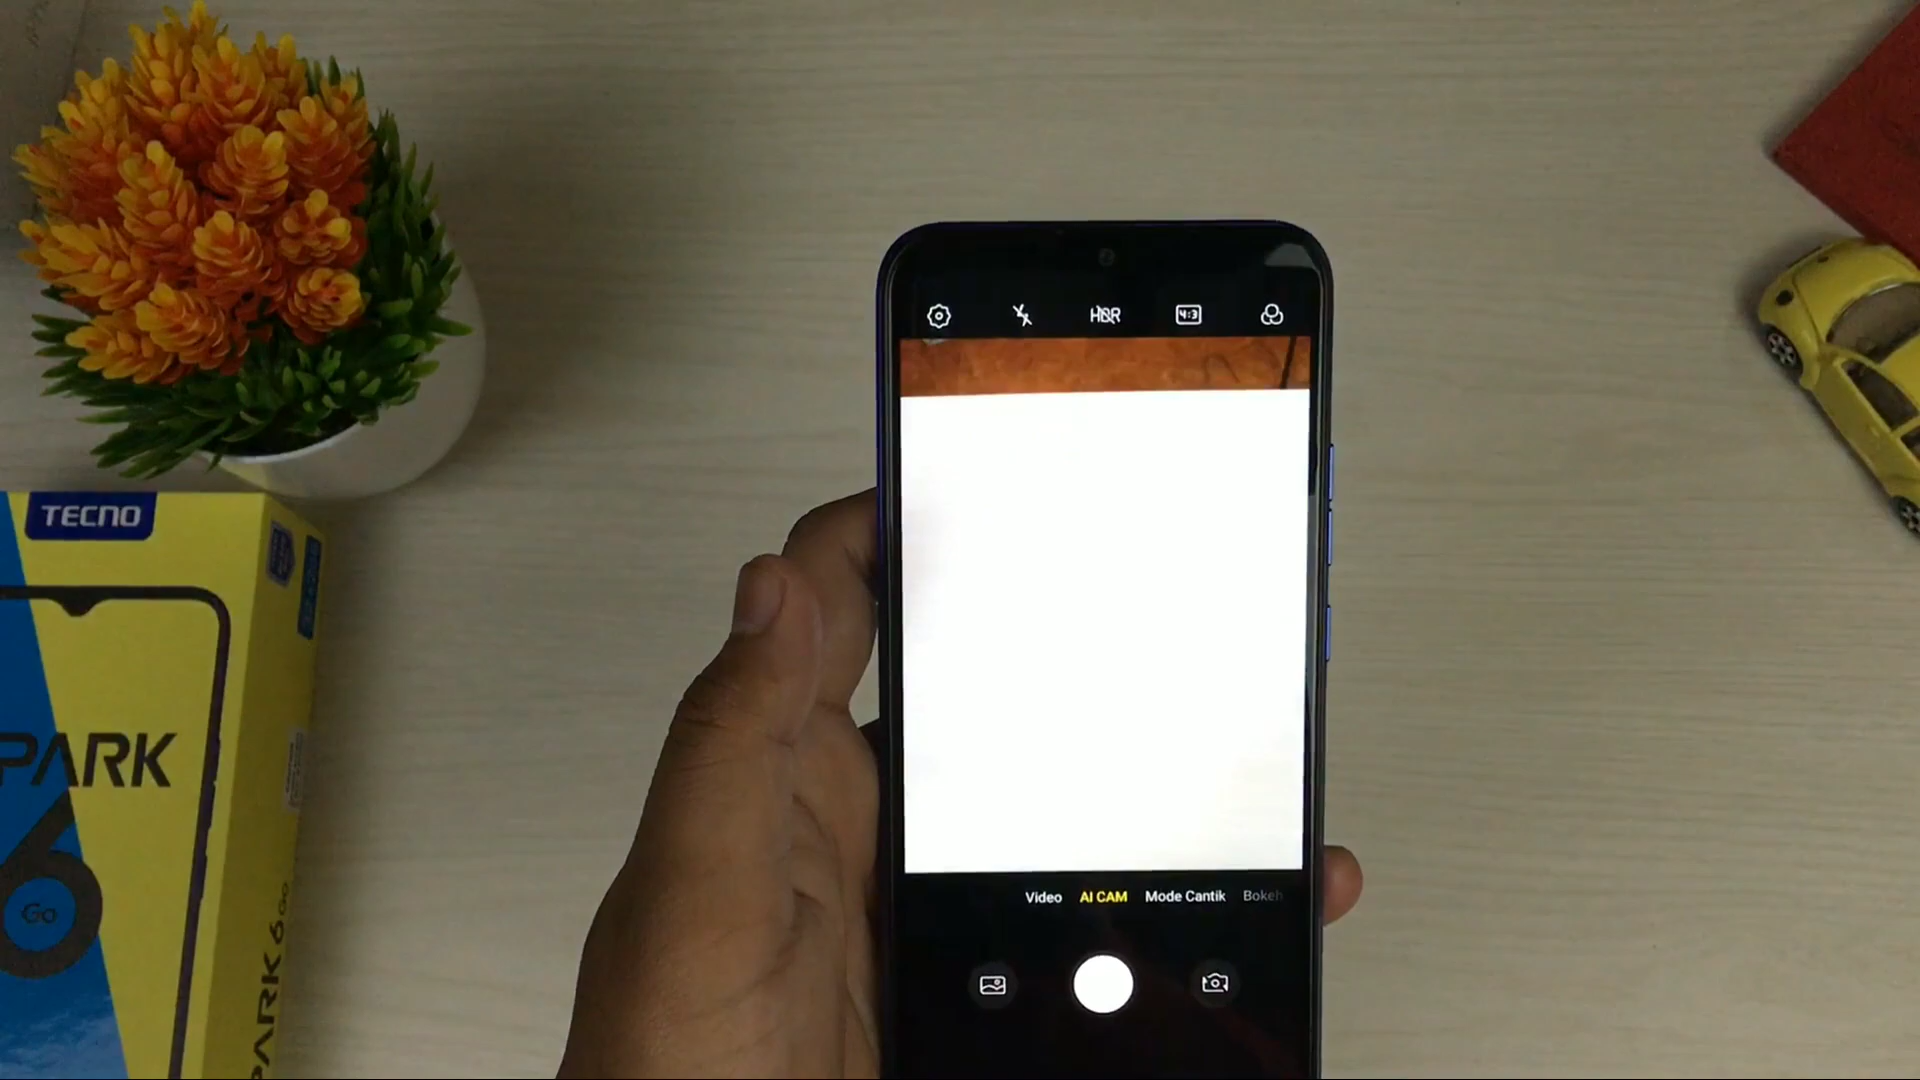 TECNO
PARK
6
Go
PARK 6 Go
HDR
4:3
Video AI CAM Mode Cantik Bokeh